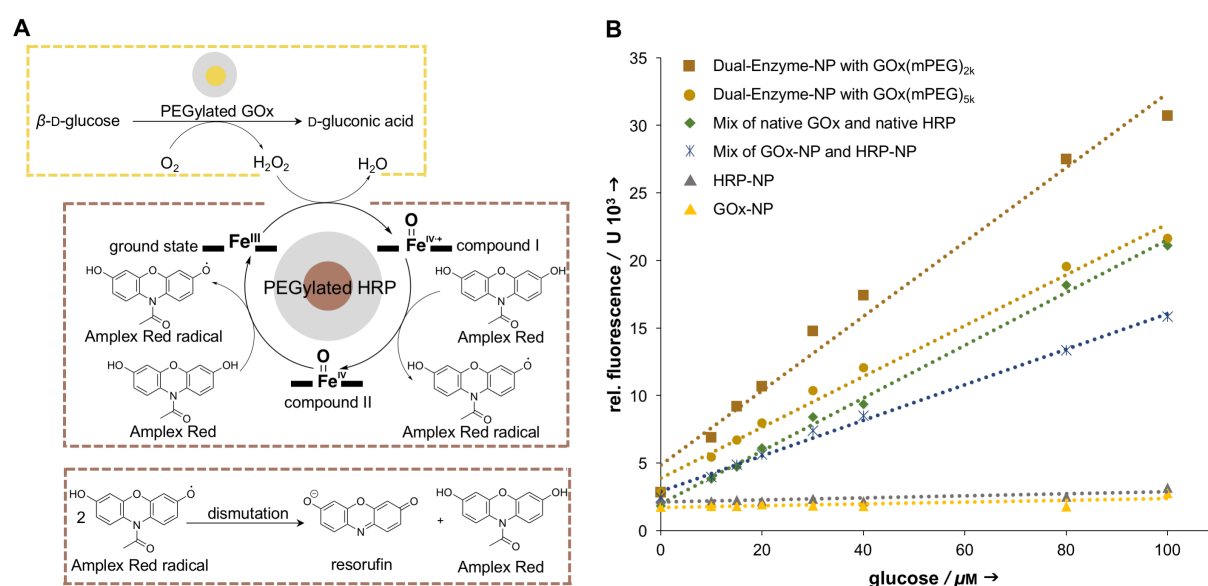 A
PEGylated GOx
β-D-glucose
D-gluconic acid
O₂
H₂O₂
H₂O
ground state
Feᴵᴵᴵ
O
Feᴵⱽ·⁺
compound I
HO
O
O·
N
O
Amplex Red radical
PEGylated HRP
HO
O
OH
N
O
Amplex Red
HO
O
OH
N
O
Amplex Red
O
Feᴵⱽ
compound II
HO
O
O·
N
O
Amplex Red radical
2
HO
O
O·
N
O
Amplex Red radical
dismutation
⊖
O
O
O
N
resorufin
+
HO
O
OH
N
O
Amplex Red
B
rel. fluorescence / U 10³ →
35
30
25
20
15
10
5
0
Dual-Enzyme-NP with GOx(mPEG)₂ₖ
Dual-Enzyme-NP with GOx(mPEG)₅ₖ
Mix of native GOx and native HRP
Mix of GOx-NP and HRP-NP
HRP-NP
GOx-NP
0
20
40
60
80
100
glucose / µM →